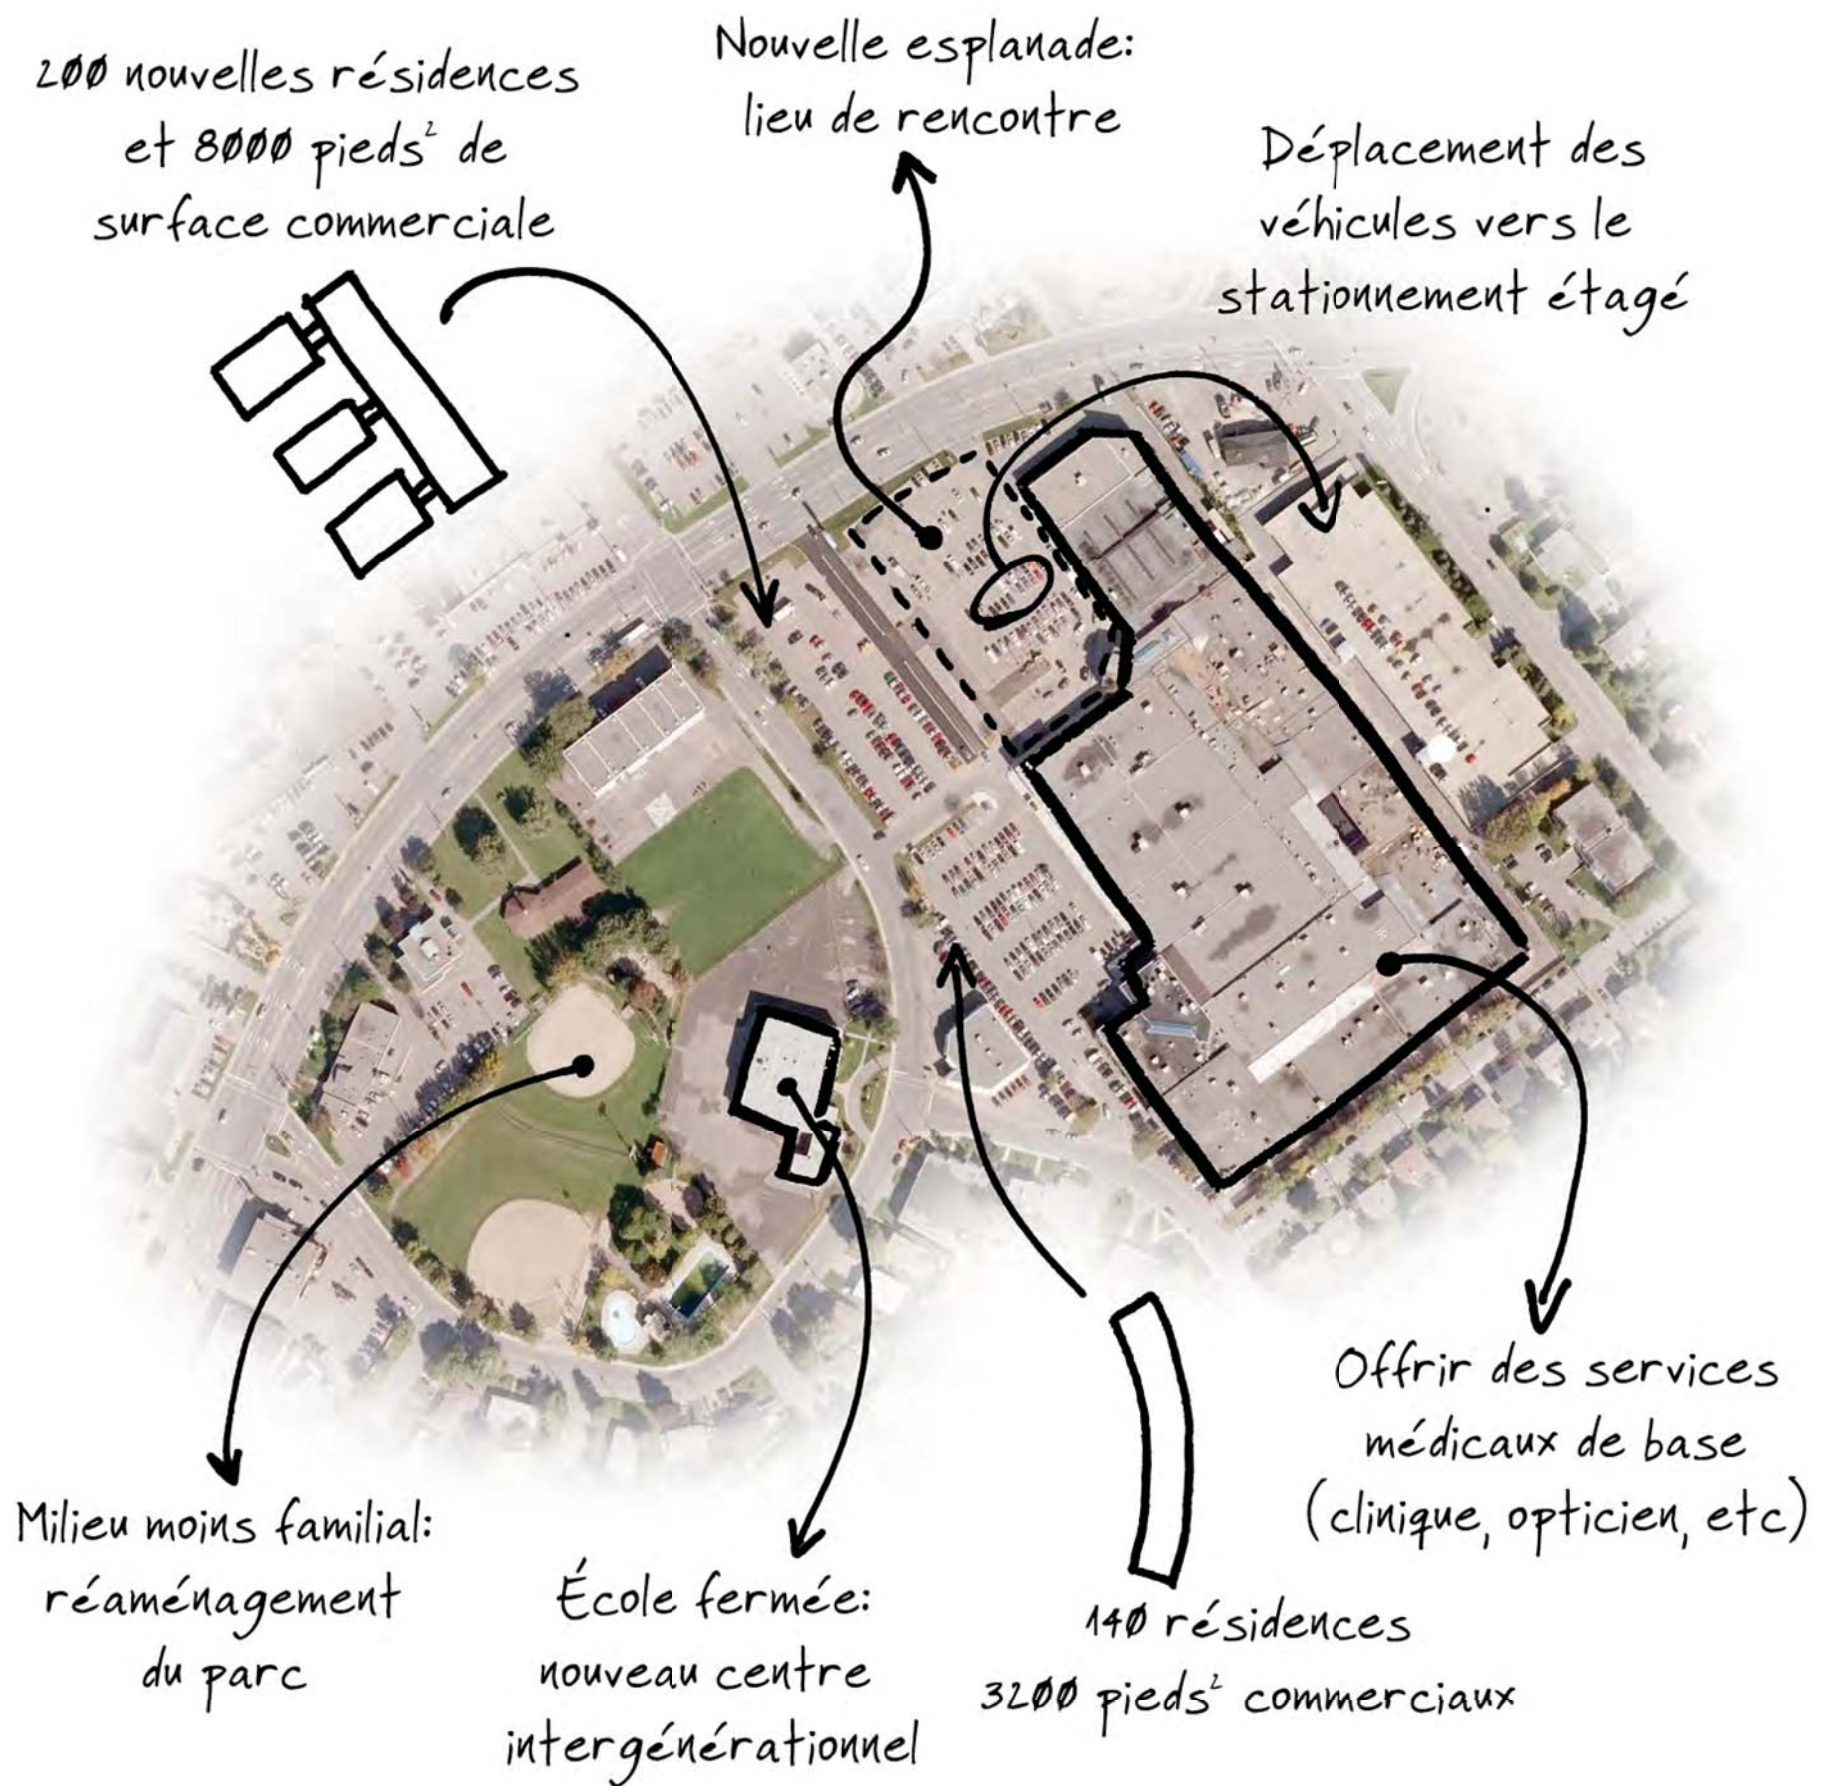 200 nouvelles résidences
et 8000 pieds² de
surface commerciale
Nouvelle esplanade:
lieu de rencontre
Déplacement des
véhicules vers le
stationnement étagé
Milieu moins familial:
réaménagement
du parc
École fermée:
nouveau centre
intergénérationnel
140 résidences
3200 pieds² commerciaux
Offrir des services
médicaux de base
(clinique, opticien, etc)